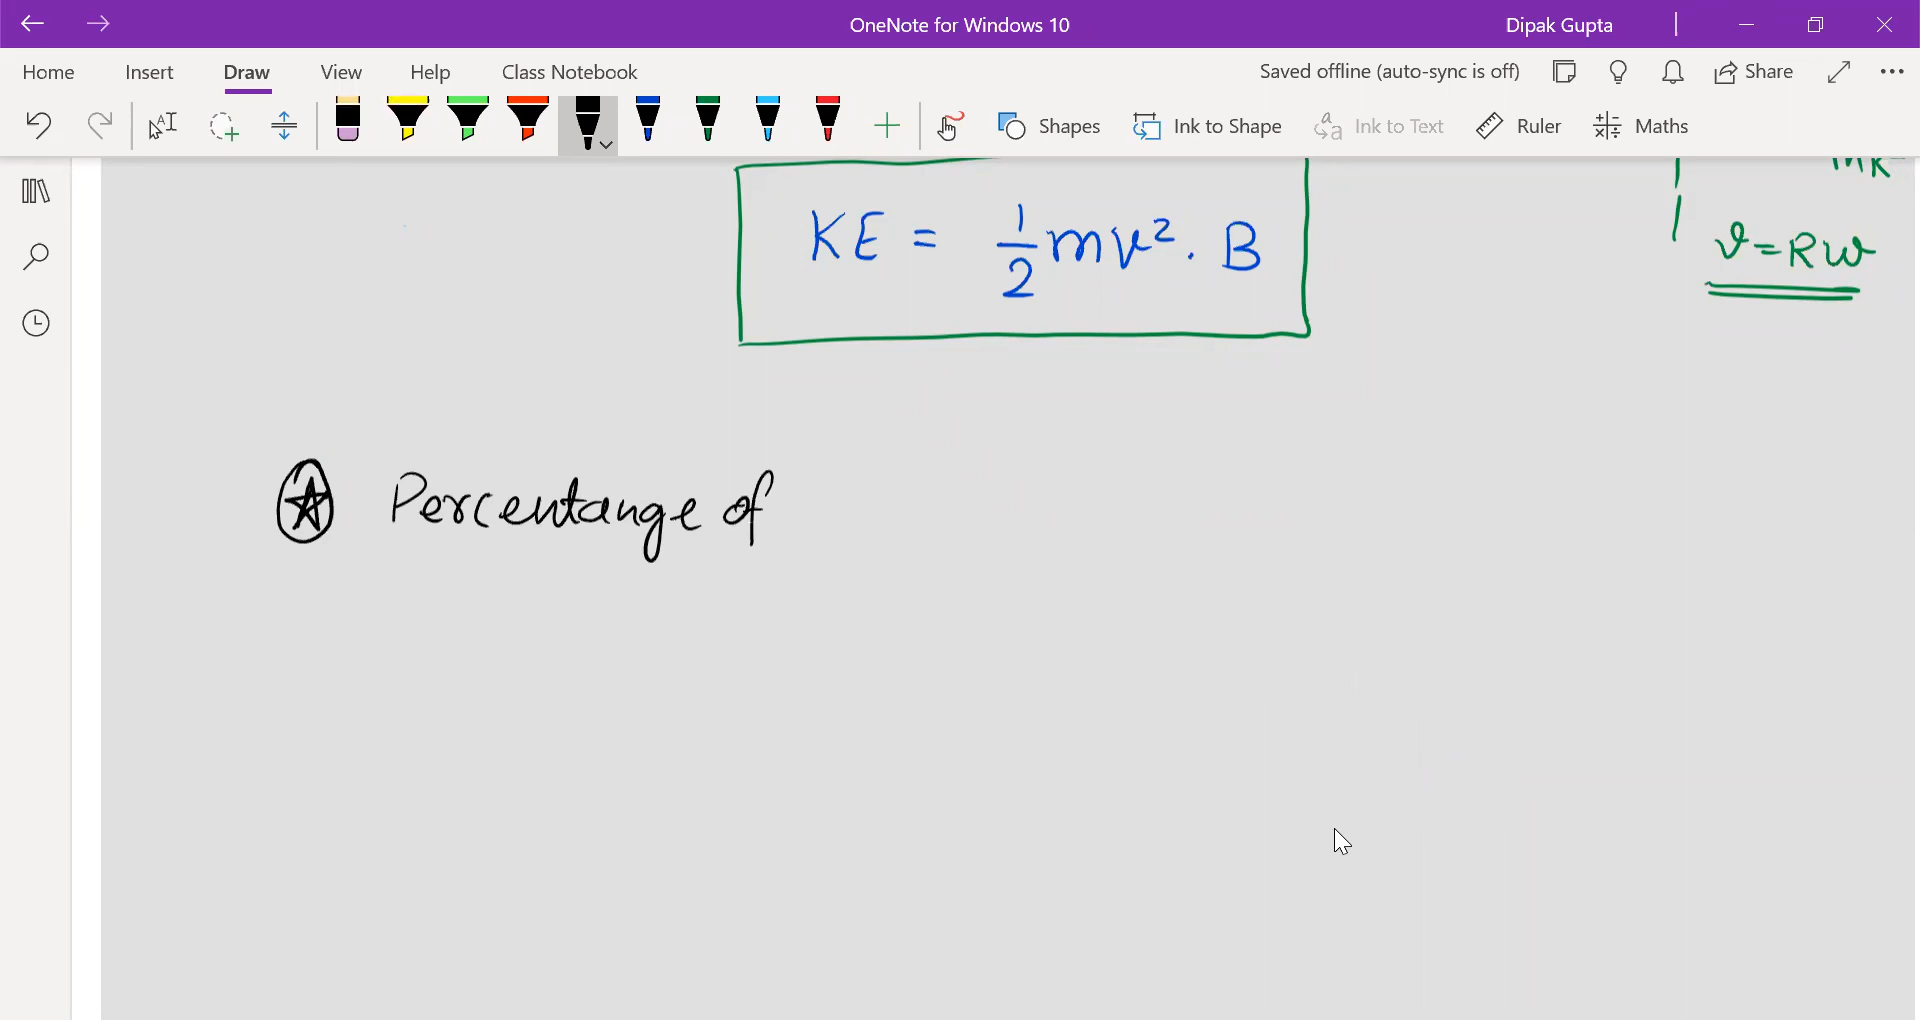 OneNote for Windows 10
Dipak Gupta
Home Insert Draw View Help Class Notebook
Saved offline (auto-sync is off) Share
Shapes Ink to Shape Ink to Text Ruler Maths
KE = 1/2 mv². B
v = Rω
Percentange of